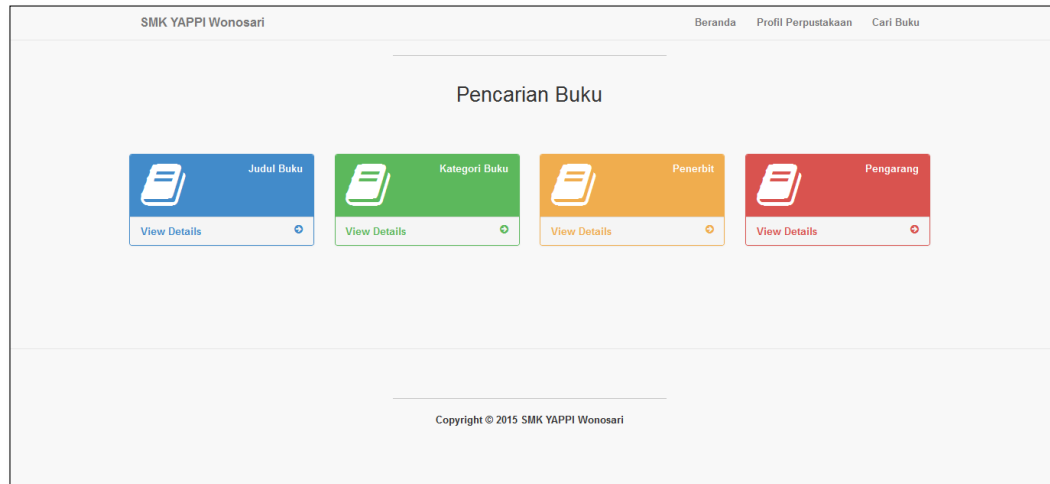 SMK YAPPI Wonosari Beranda Profil Perpustakaan Cari Buku
Pencarian Buku
Judul Buku
View Details
Kategori Buku
View Details
Penerbit
View Details
Pengarang
View Details
Copyright © 2015 SMK YAPPI Wonosari